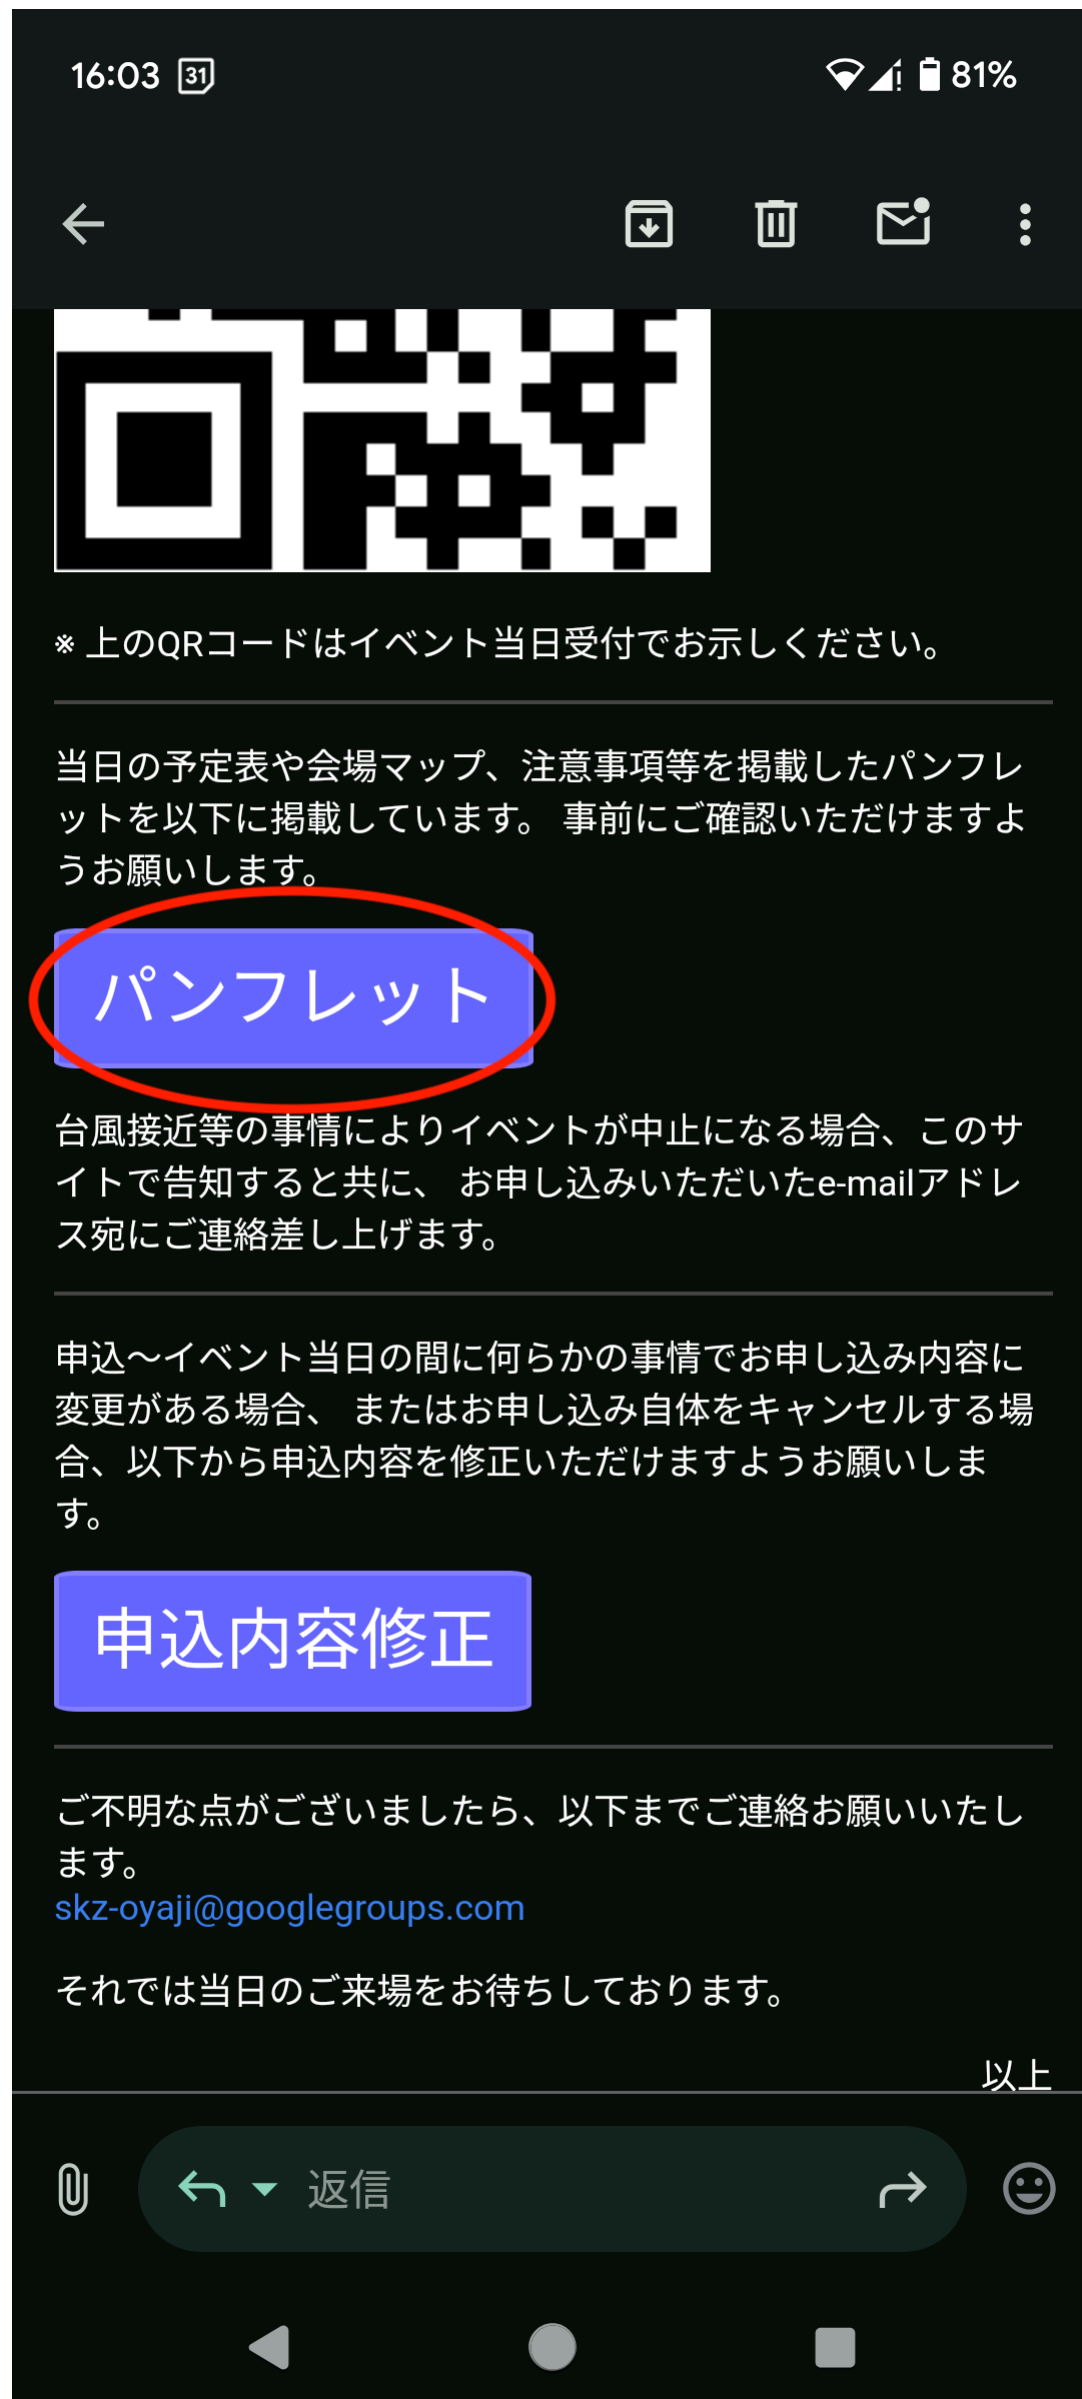 16:03 31 81%
※ 上のQRコードはイベント当日受付でお示しください。
当日の予定表や会場マップ、注意事項等を掲載したパンフレ
ットを以下に掲載しています。 事前にご確認いただけますよ
うお願いします。
パンフレット
台風接近等の事情によりイベントが中止になる場合、このサ
イトで告知すると共に、 お申し込みいただいたe-mailアドレ
ス宛にご連絡差し上げます。
申込〜イベント当日の間に何らかの事情でお申し込み内容に
変更がある場合、 またはお申し込み自体をキャンセルする場
合、以下から申込内容を修正いただけますようお願いしま
す。
申込内容修正
ご不明な点がございましたら、以下までご連絡お願いいたし
ます。
skz-oyaji@googlegroups.com
それでは当日のご来場をお待ちしております。
以上
返信